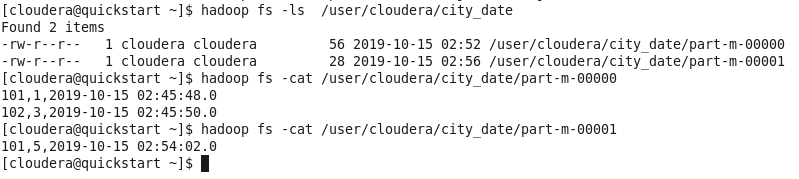 [cloudera@quickstart ~]$ hadoop fs -ls  /user/cloudera/city_date
Found 2 items
-rw-r--r--   1 cloudera cloudera         56 2019-10-15 02:52 /user/cloudera/city_date/part-m-00000
-rw-r--r--   1 cloudera cloudera         28 2019-10-15 02:56 /user/cloudera/city_date/part-m-00001
[cloudera@quickstart ~]$ hadoop fs -cat /user/cloudera/city_date/part-m-00000
101,1,2019-10-15 02:45:48.0
102,3,2019-10-15 02:45:50.0
[cloudera@quickstart ~]$ hadoop fs -cat /user/cloudera/city_date/part-m-00001
101,5,2019-10-15 02:54:02.0
[cloudera@quickstart ~]$